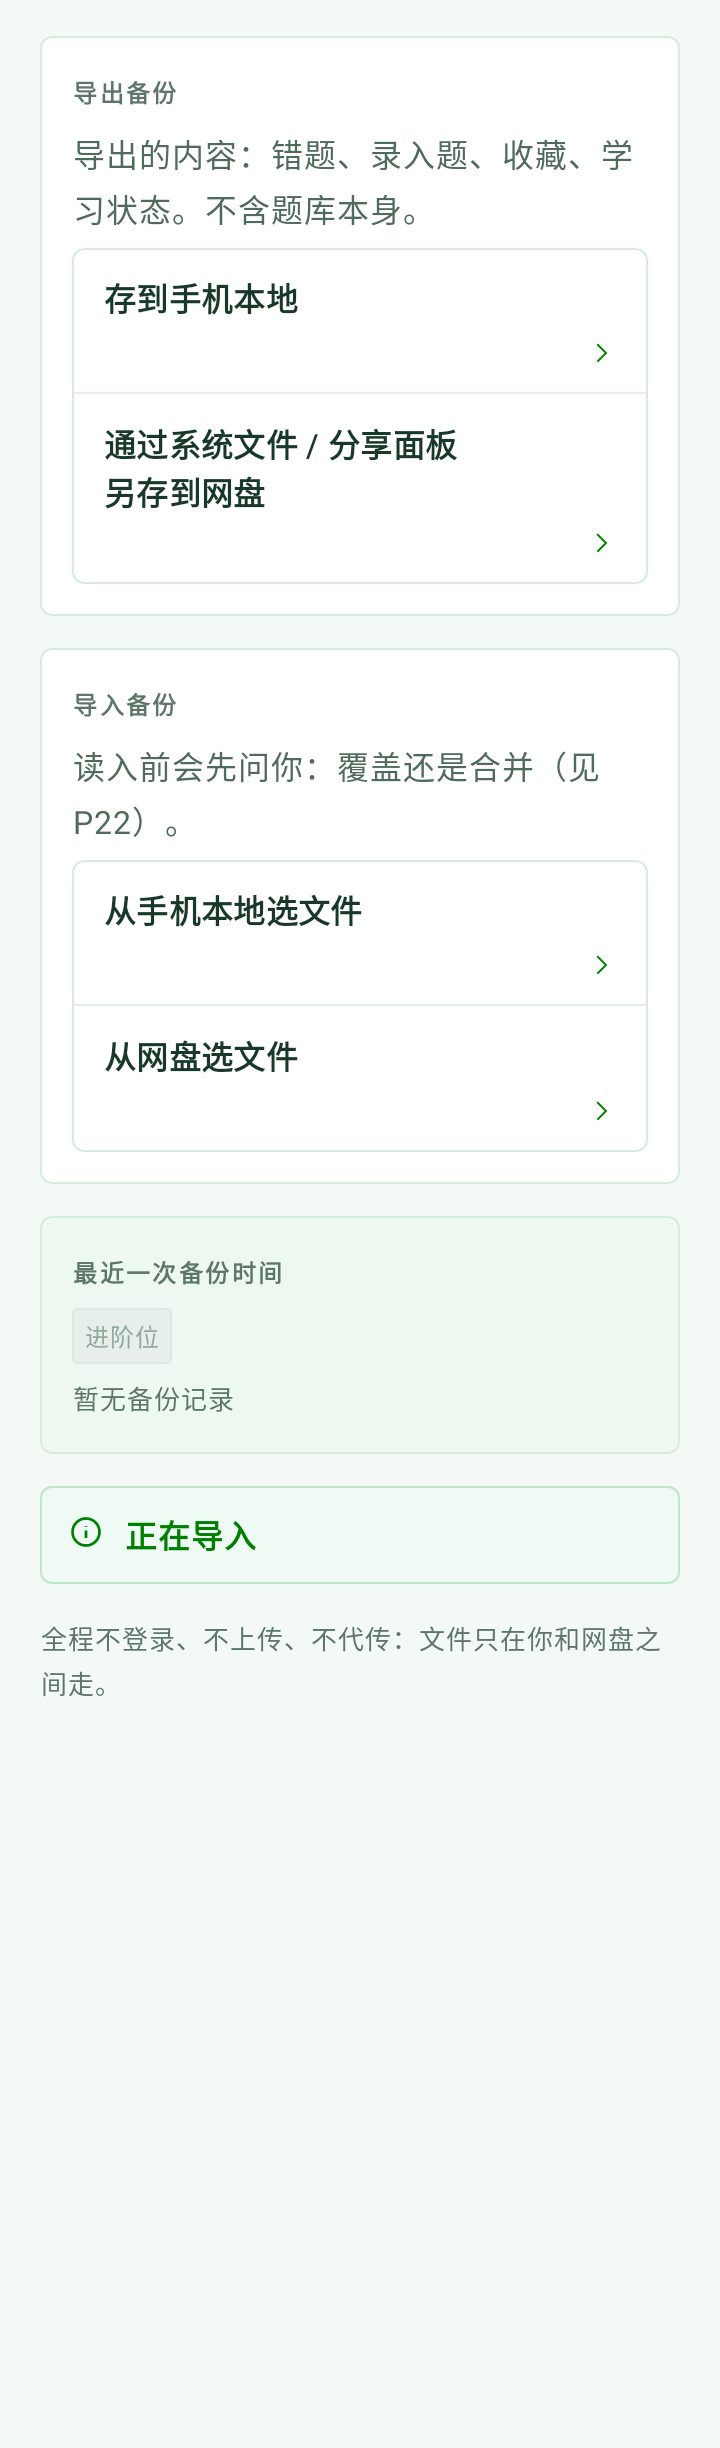 导出备份
导出的内容：错题、录入题、收藏、学
习状态。不含题库本身。
存到手机本地
通过系统文件 / 分享面板
另存到网盘
导入备份
读入前会先问你：覆盖还是合并（见
P22）。
从手机本地选文件
从网盘选文件
最近一次备份时间
进阶位
暂无备份记录
正在导入
全程不登录、不上传、不代传：文件只在你和网盘之
间走。